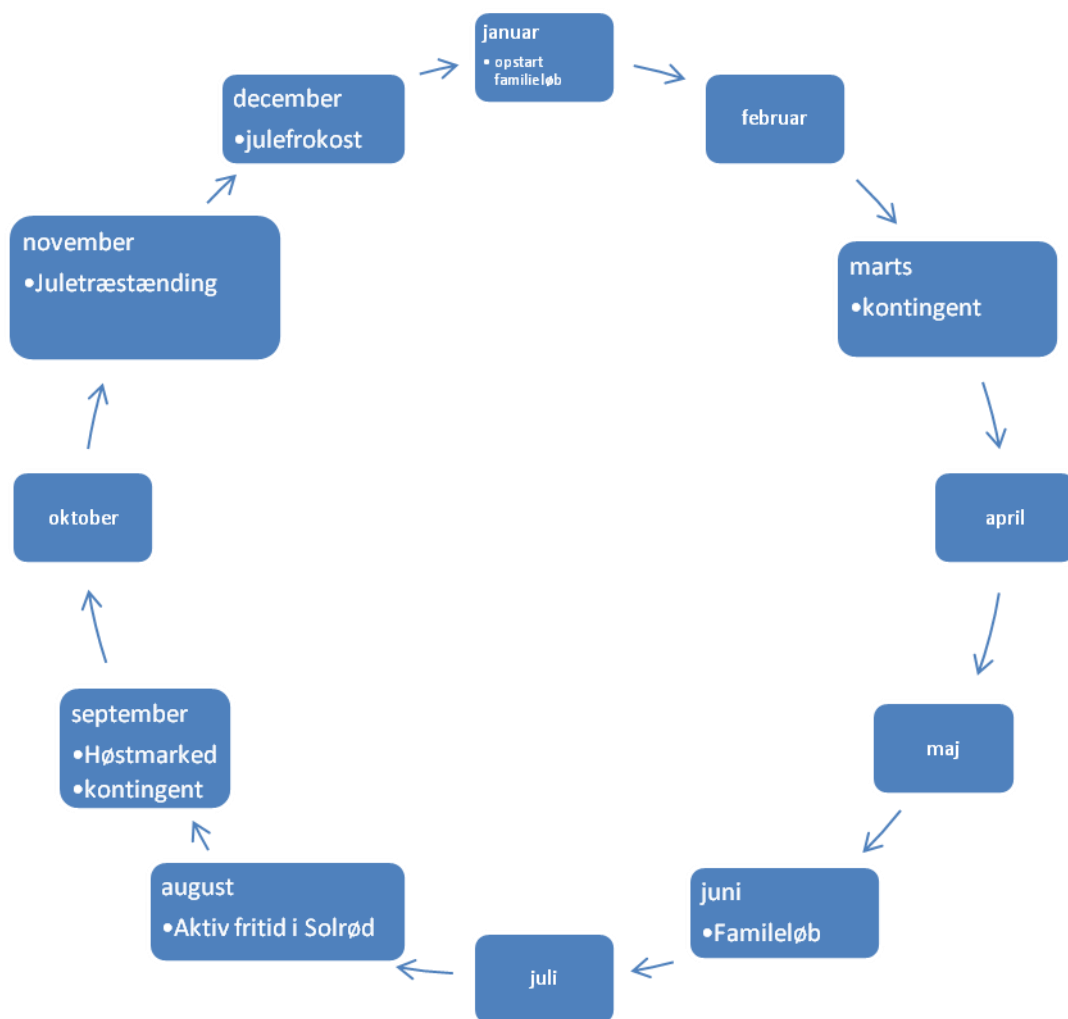 januar
• opstart
familieløb
februar
marts
•kontingent
april
maj
juni
•Fameløb
juli
august
•Aktiv fritid i Solrød
september
•Høstmarked
•kontingent
oktober
november
•Juletræstænding
december
•julefrokost